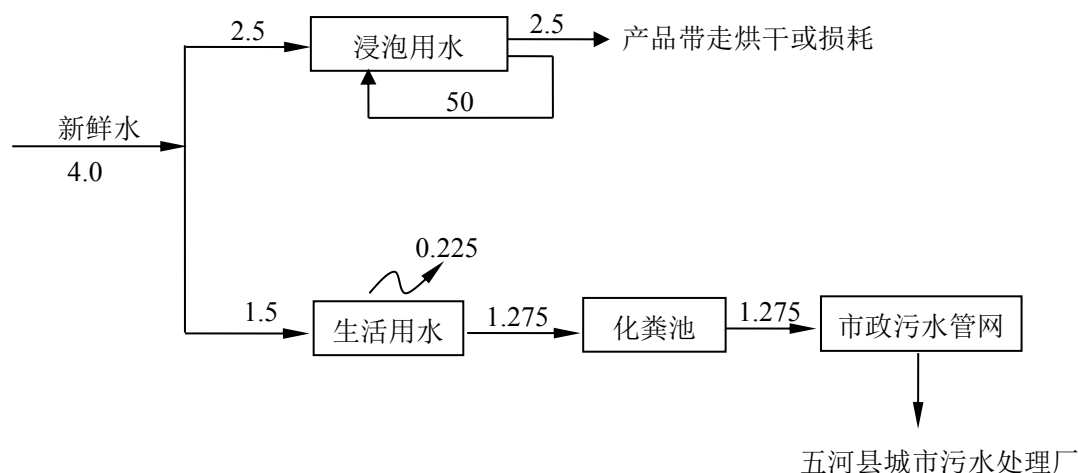 2.5
浸泡用水
2.5
产品带走烘干或损耗
50
新鲜水
4.0
0.225
1.5
生活用水
1.275
化粪池
1.275
市政污水管网
五河县城市污水处理厂